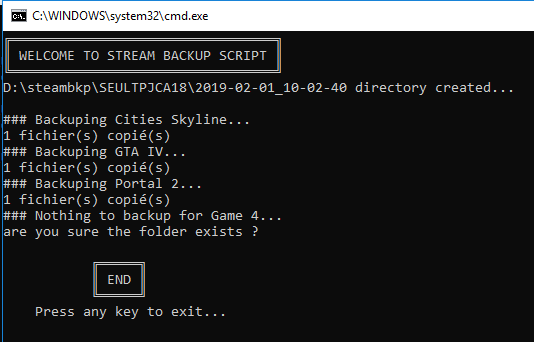 C:\WINDOWS\system32\cmd.exe
WELCOME TO STREAM BACKUP SCRIPT
D:\steambkp\SEULTPJCA18\2019-02-01_10-02-40 directory created...
### Backuping Cities Skyline...
1 fichier(s) copié(s)
### Backuping GTA IV...
1 fichier(s) copié(s)
### Backuping Portal 2...
1 fichier(s) copié(s)
### Nothing to backup for Game 4...
are you sure the folder exists ?
END
Press any key to exit...